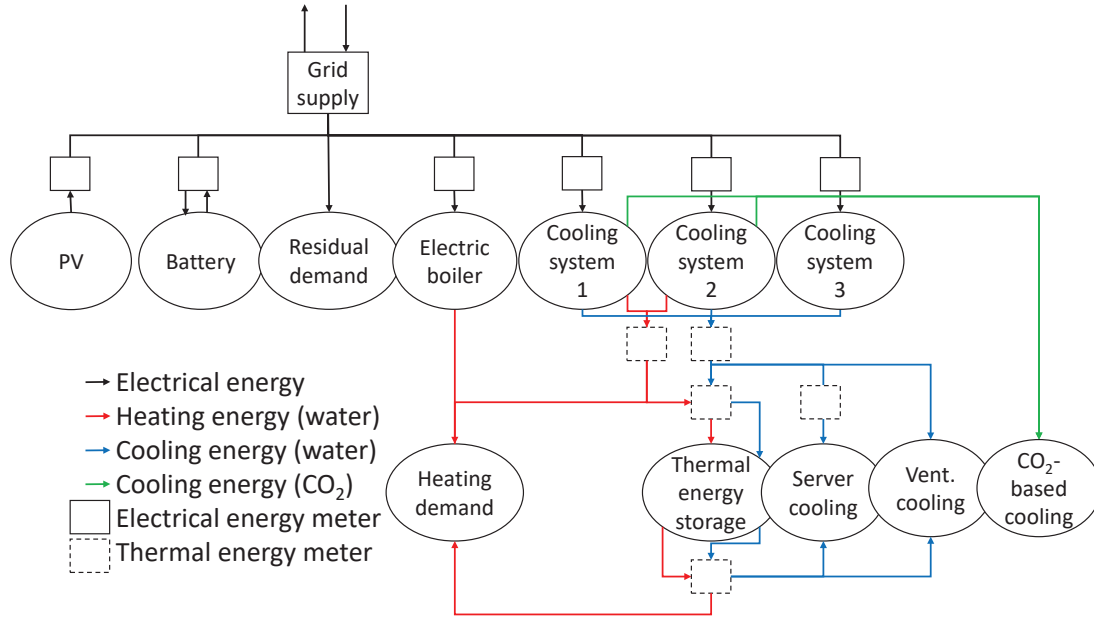 Grid
supply
PV
Battery
Residual
demand
Electric
boiler
Cooling
system
1
Cooling
system
2
Cooling
system
3
Electrical energy
Heating energy (water)
Cooling energy (water)
Cooling energy (CO₂)
Electrical energy meter
Thermal energy meter
Heating
demand
Thermal
energy
storage
Server
cooling
Vent.
cooling
CO₂-
based
cooling